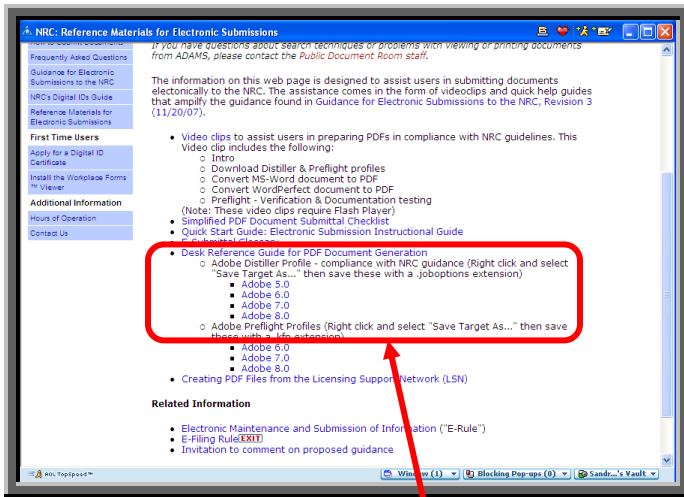 NRC: Reference Materials for Electronic Submissions
How to Submit Documents
Frequently Asked Questions
Guidance for Electronic
Submissions to the NRC
NRC's Digital IDs Guide
Reference Materials for
Electronic Submissions
First Time Users
Apply for a Digital ID
Certificate
Install the Workplace Forms
™ Viewer
Additional Information
Hours of Operation
Contact Us
If you have questions about search techniques or problems with viewing or printing documents
from ADAMS, please contact the Public Document Room staff.
The information on this web page is designed to assist users in submitting documents
electonically to the NRC. The assistance comes in the form of videoclips and quick help guides
that ampilfy the guidance found in Guidance for Electronic Submissions to the NRC, Revision 3
(11/20/07).
Video clips to assist users in preparing PDFs in compliance with NRC guidelines. This
Video clip includes the following:
Intro
Download Distiller & Preflight profiles
Convert MS-Word document to PDF
Convert WordPerfect document to PDF
Preflight - Verification & Documentation testing
(Note: These video clips require Flash Player)
Simplified PDF Document Submittal Checklist
Quick Start Guide: Electronic Submission Instructional Guide
E-Submittal Glossary
Desk Reference Guide for PDF Document Generation
Adobe Distiller Profile - compliance with NRC guidance (Right click and select
"Save Target As..." then save these with a .joboptions extension)
Adobe 5.0
Adobe 6.0
Adobe 7.0
Adobe 8.0
Adobe Preflight Profiles (Right click and select "Save Target As..." then save
these with a .kfp extension)
Adobe 6.0
Adobe 7.0
Adobe 8.0
Creating PDF Files from the Licensing Support Network (LSN)
Related Information
Electronic Maintenance and Submission of Information ("E-Rule")
E-Filing Rule EXIT
Invitation to comment on proposed guidance
AOL TopSpeed™
Window (1)
Blocking Pop-ups (0)
Sandr...'s Vault